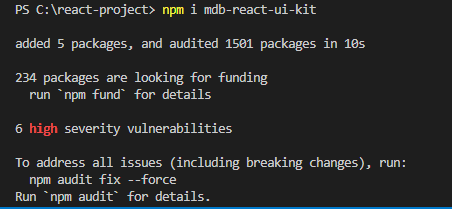 PS C:\react-project> npm i mdb-react-ui-kit
added 5 packages, and audited 1501 packages in 10s
234 packages are looking for funding
run `npm fund` for details
6 high severity vulnerabilities
To address all issues (including breaking changes), run:
npm audit fix --force
Run `npm audit` for details.